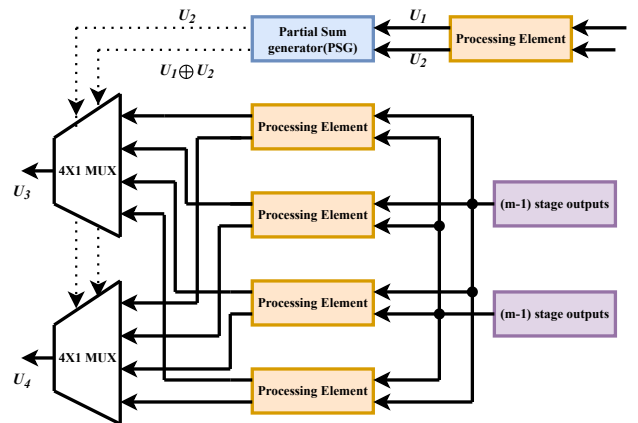 U2
Partial Sum
generator(PSG)
U1
U2
Processing Element
U1⊕U2
Processing Element
4X1 MUX
U3
Processing Element
(m-1) stage outputs
Processing Element
(m-1) stage outputs
4X1 MUX
U4
Processing Element